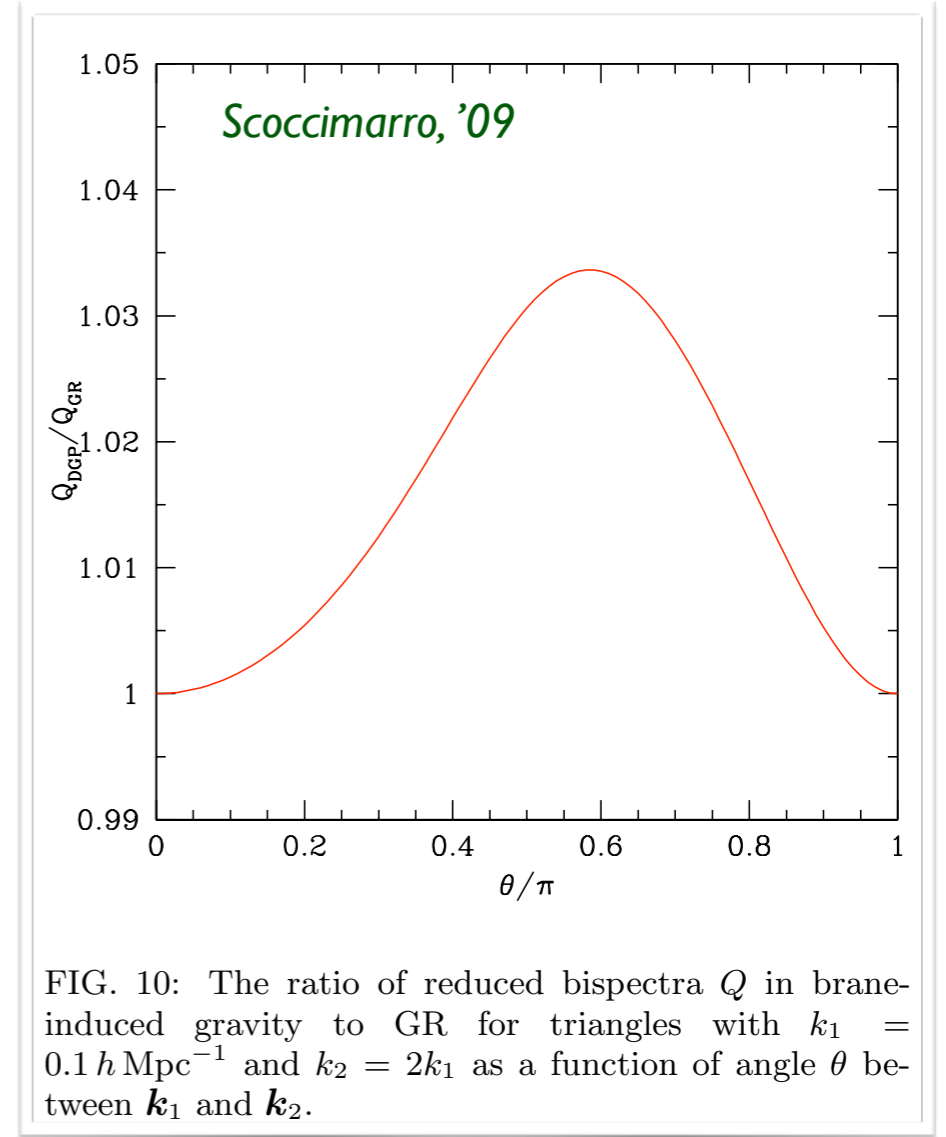 1.05
Scoccimarro, '09
1.04
1.03
Q_DGP/Q_GR
1.02
1.01
1
0.99
0 0.2 0.4 0.6 0.8 1
θ/π
FIG. 10: The ratio of reduced bispectra Q in brane-
induced gravity to GR for triangles with k₁ =
0.1 h Mpc⁻¹ and k₂ = 2k₁ as a function of angle θ be-
tween k₁ and k₂.